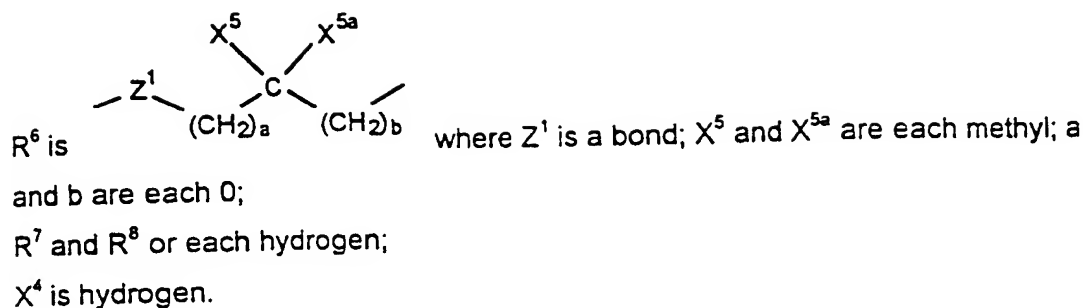 X⁵ X⁵ᵃ
Z¹ C
(CH₂)ₐ (CH₂)b
R⁶ is where Z¹ is a bond; X⁵ and X⁵ᵃ are each methyl; a
and b are each 0;
R⁷ and R⁸ or each hydrogen;
X⁴ is hydrogen.